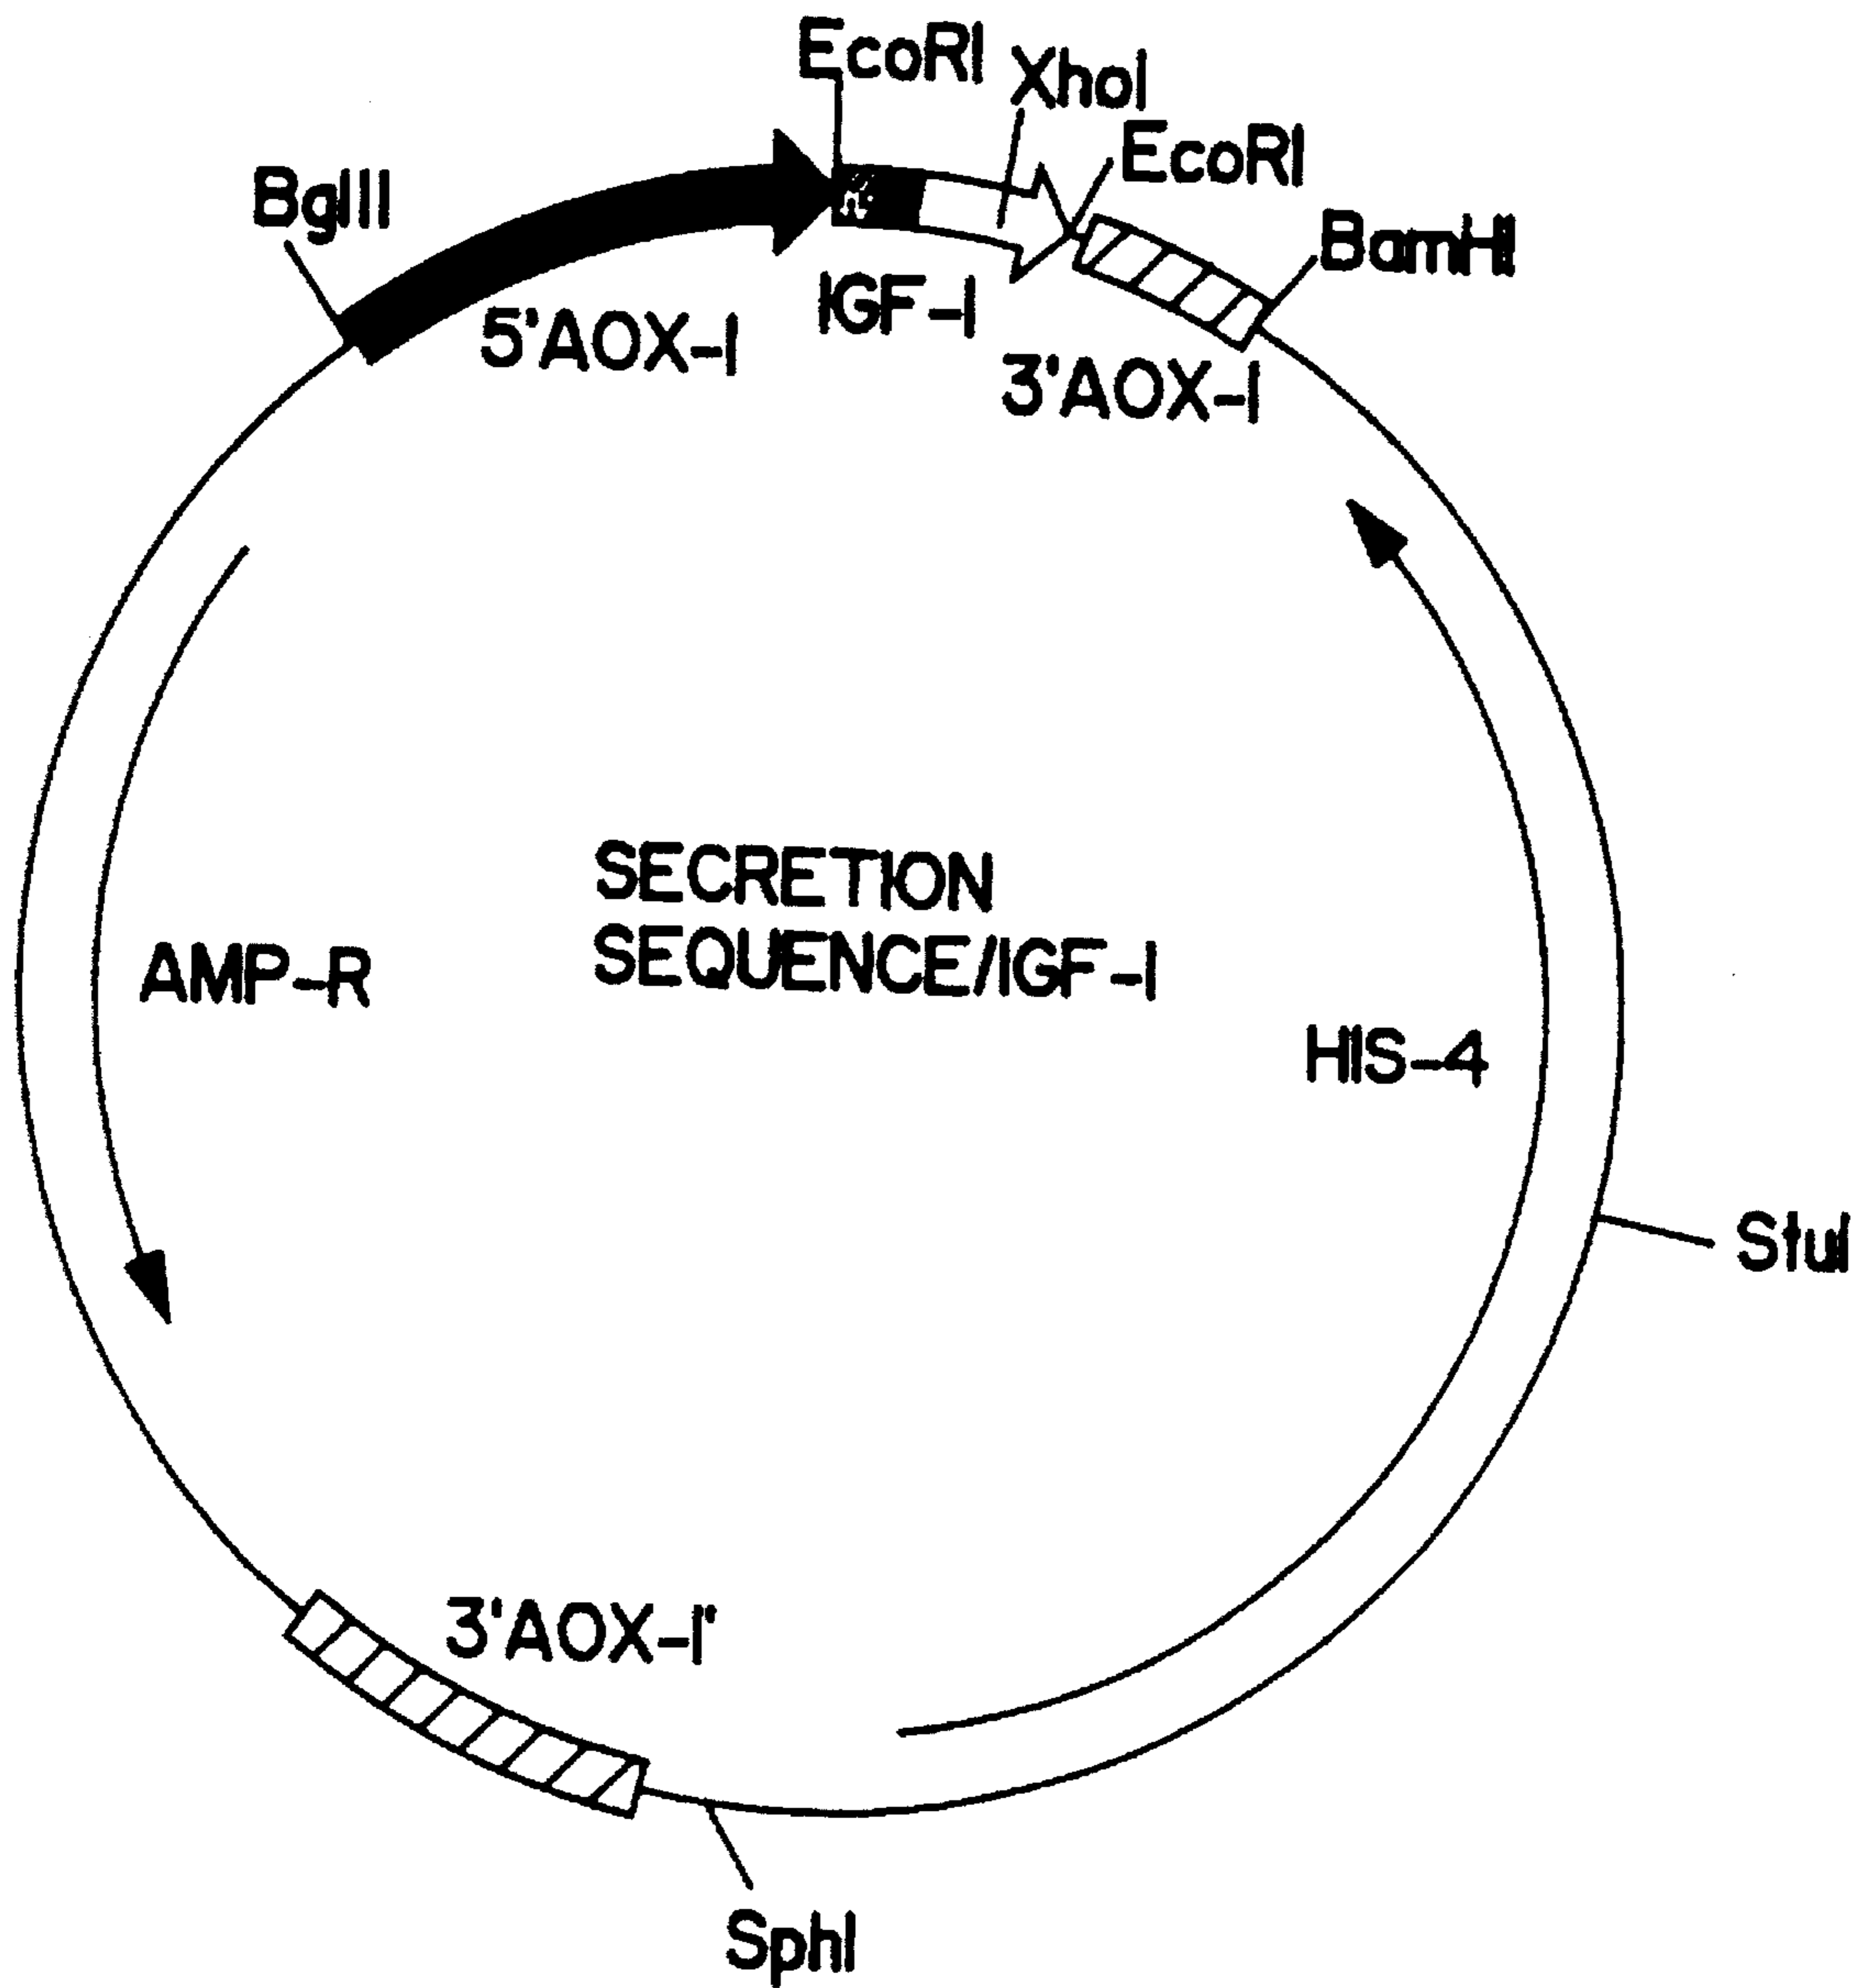 EcoRI
XhoI
EcoRI
BglII
BamHI
5'AOX-I
IGF-I
3'AOX-I
SECRETION
SEQUENCE/IGF-I
AMP-R
HIS-4
StuI
3'AOX-I'
SphI